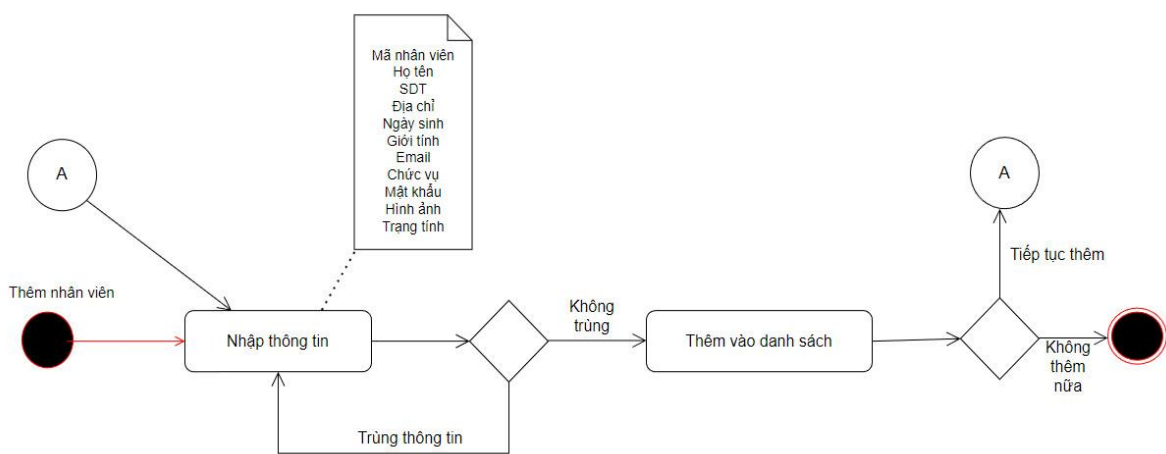 Mã nhân viên
Họ tên
SDT
Địa chỉ
Ngày sinh
Giới tính
Email
Chức vụ
Mật khẩu
Hình ảnh
Trạng tính
A
A
Tiếp tục thêm
Thêm nhân viên
Nhập thông tin
Không
trùng
Thêm vào danh sách
Không
thêm
nữa
Trùng thông tin